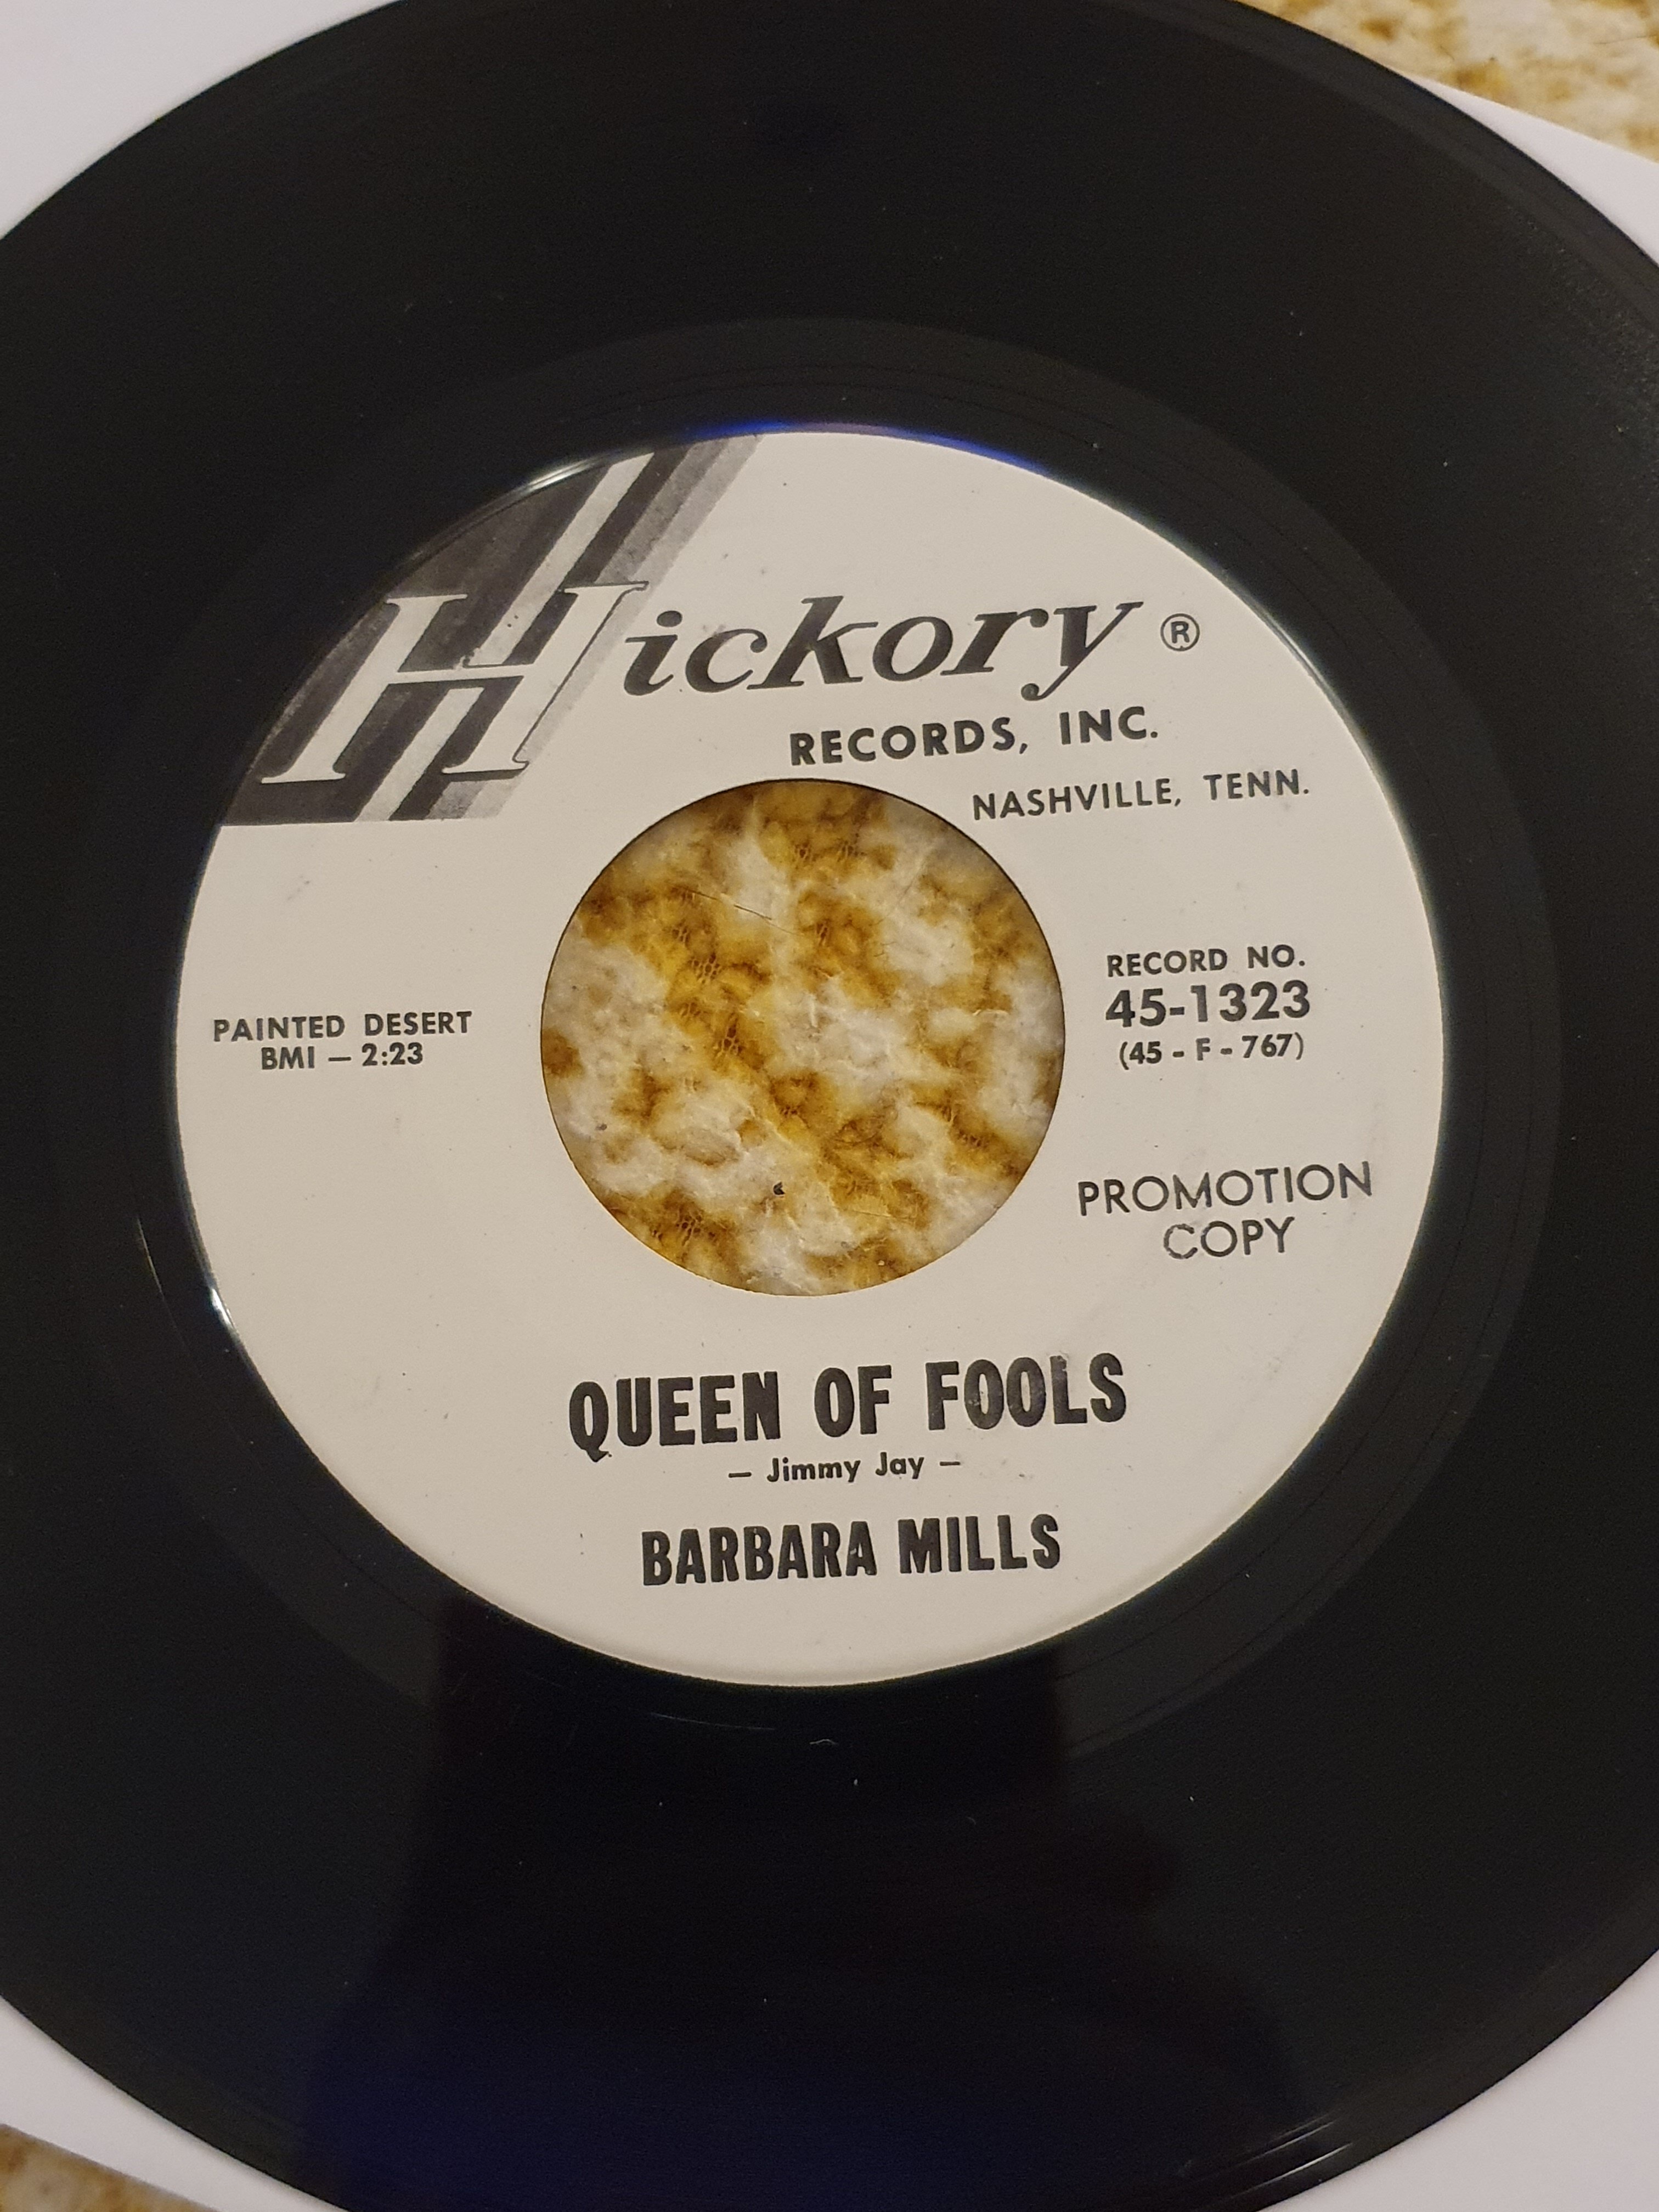 Hickory ®
RECORDS, INC.
NASHVILLE, TENN.
PAINTED DESERT
BMI — 2:23
RECORD NO.
45-1323
(45 - F - 767)
PROMOTION
COPY
QUEEN OF FOOLS
— Jimmy Jay —
BARBARA MILLS